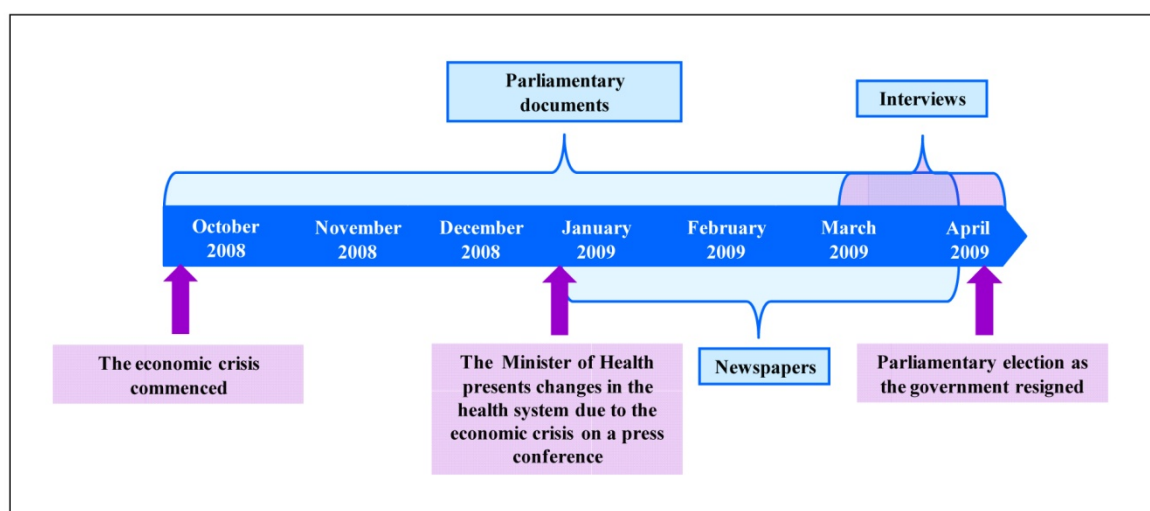 Parliamentary
documents
Interviews
October
2008
November
2008
December
2008
January
2009
February
2009
March
2009
April
2009
The economic crisis
commenced
The Minister of Health
presents changes in the
health system due to the
economic crisis on a press
conference
Newspapers
Parliamentary election as
the government resigned